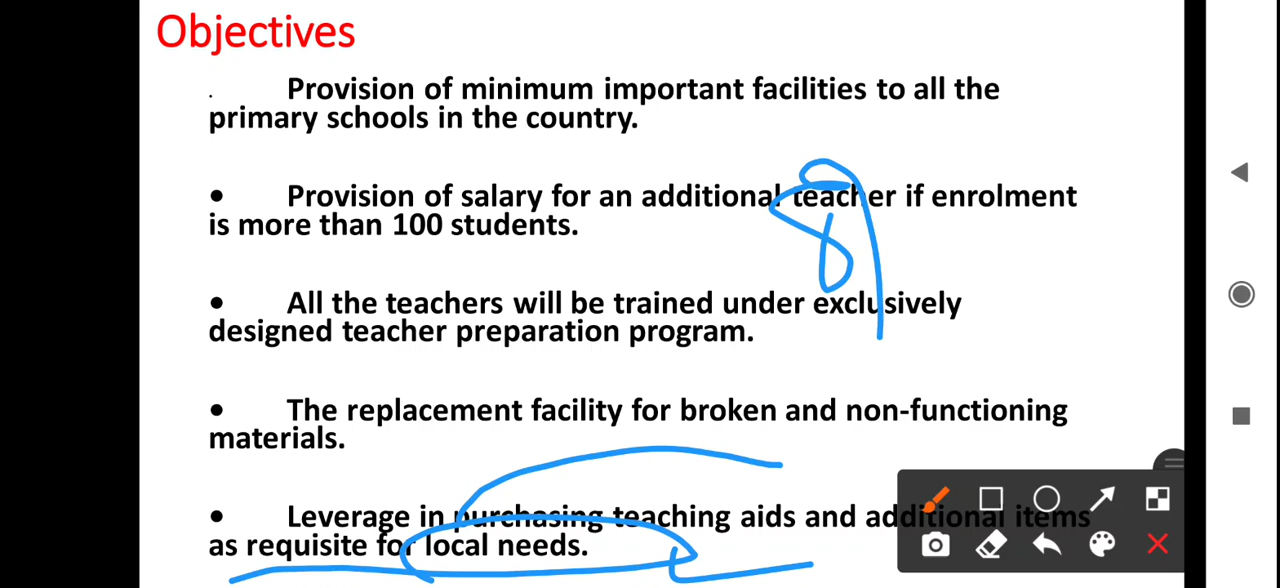 Objectives
. Provision of minimum important facilities to all the
primary schools in the country.
• Provision of salary for an additional teacher if enrolment
is more than 100 students.
• All the teachers will be trained under exclusively
designed teacher preparation program.
• The replacement facility for broken and non-functioning
materials.
• Leverage in purchasing teaching aids and additional items
as requisite for local needs.